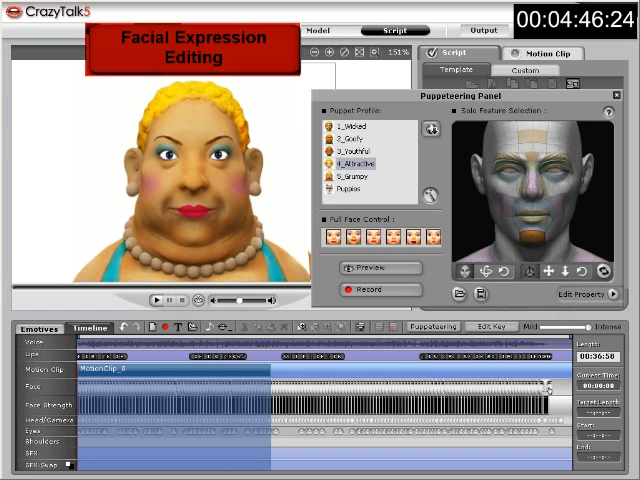 CrazyTalk5
Model
Script
Output
00:04:46:24
Facial Expression
Editing
151%
Script
Motion Clip
Template
Custom
Puppeteering Panel
Puppet Profile:
Solo Feature Selection :
1_Wicked
2_Goofy
3_Youthful
4_Attractive
5_Grumpy
Puppies
Full Face Control :
Preview
Record
Edit Property
Emotives
Timeline
Puppeteering
Edit Key
Mild
Intense
Voice
Lips
Motion Clip
MotionClip_0
Face
Face Strength
Head/Camera
Eyes
Shoulders
SFX
SFX-Swap
Length:
00:36:58
Current Time:
00:00:00
Target Length:
--:--:--
Start:
--:--:--
End:
--:--:--